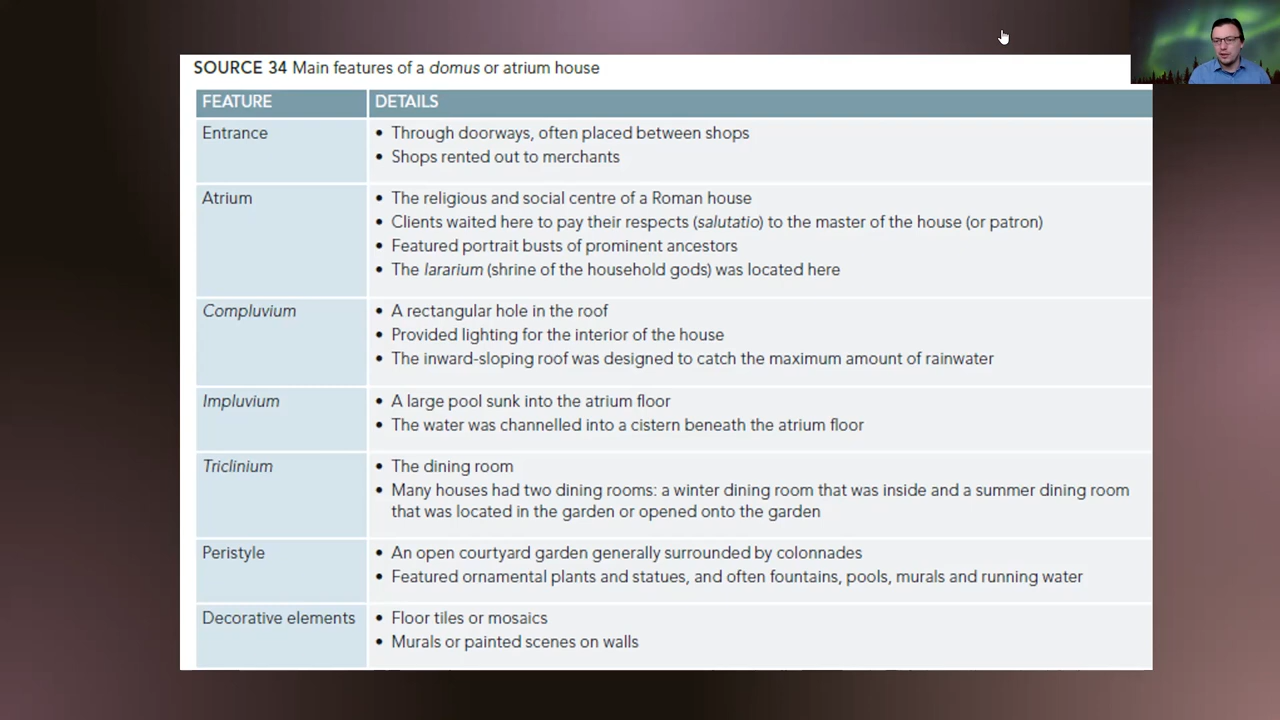 SOURCE 34 Main features of a domus or atrium house
FEATURE DETAILS
Entrance
• Through doorways, often placed between shops
• Shops rented out to merchants
Atrium
• The religious and social centre of a Roman house
• Clients waited here to pay their respects (salutatio) to the master of the house (or patron)
• Featured portrait busts of prominent ancestors
• The lararium (shrine of the household gods) was located here
Compluvium
• A rectangular hole in the roof
• Provided lighting for the interior of the house
• The inward-sloping roof was designed to catch the maximum amount of rainwater
Impluvium
• A large pool sunk into the atrium floor
• The water was channelled into a cistern beneath the atrium floor
Triclinium
• The dining room
• Many houses had two dining rooms: a winter dining room that was inside and a summer dining room
that was located in the garden or opened onto the garden
Peristyle
• An open courtyard garden generally surrounded by colonnades
• Featured ornamental plants and statues, and often fountains, pools, murals and running water
Decorative elements
• Floor tiles or mosaics
• Murals or painted scenes on walls